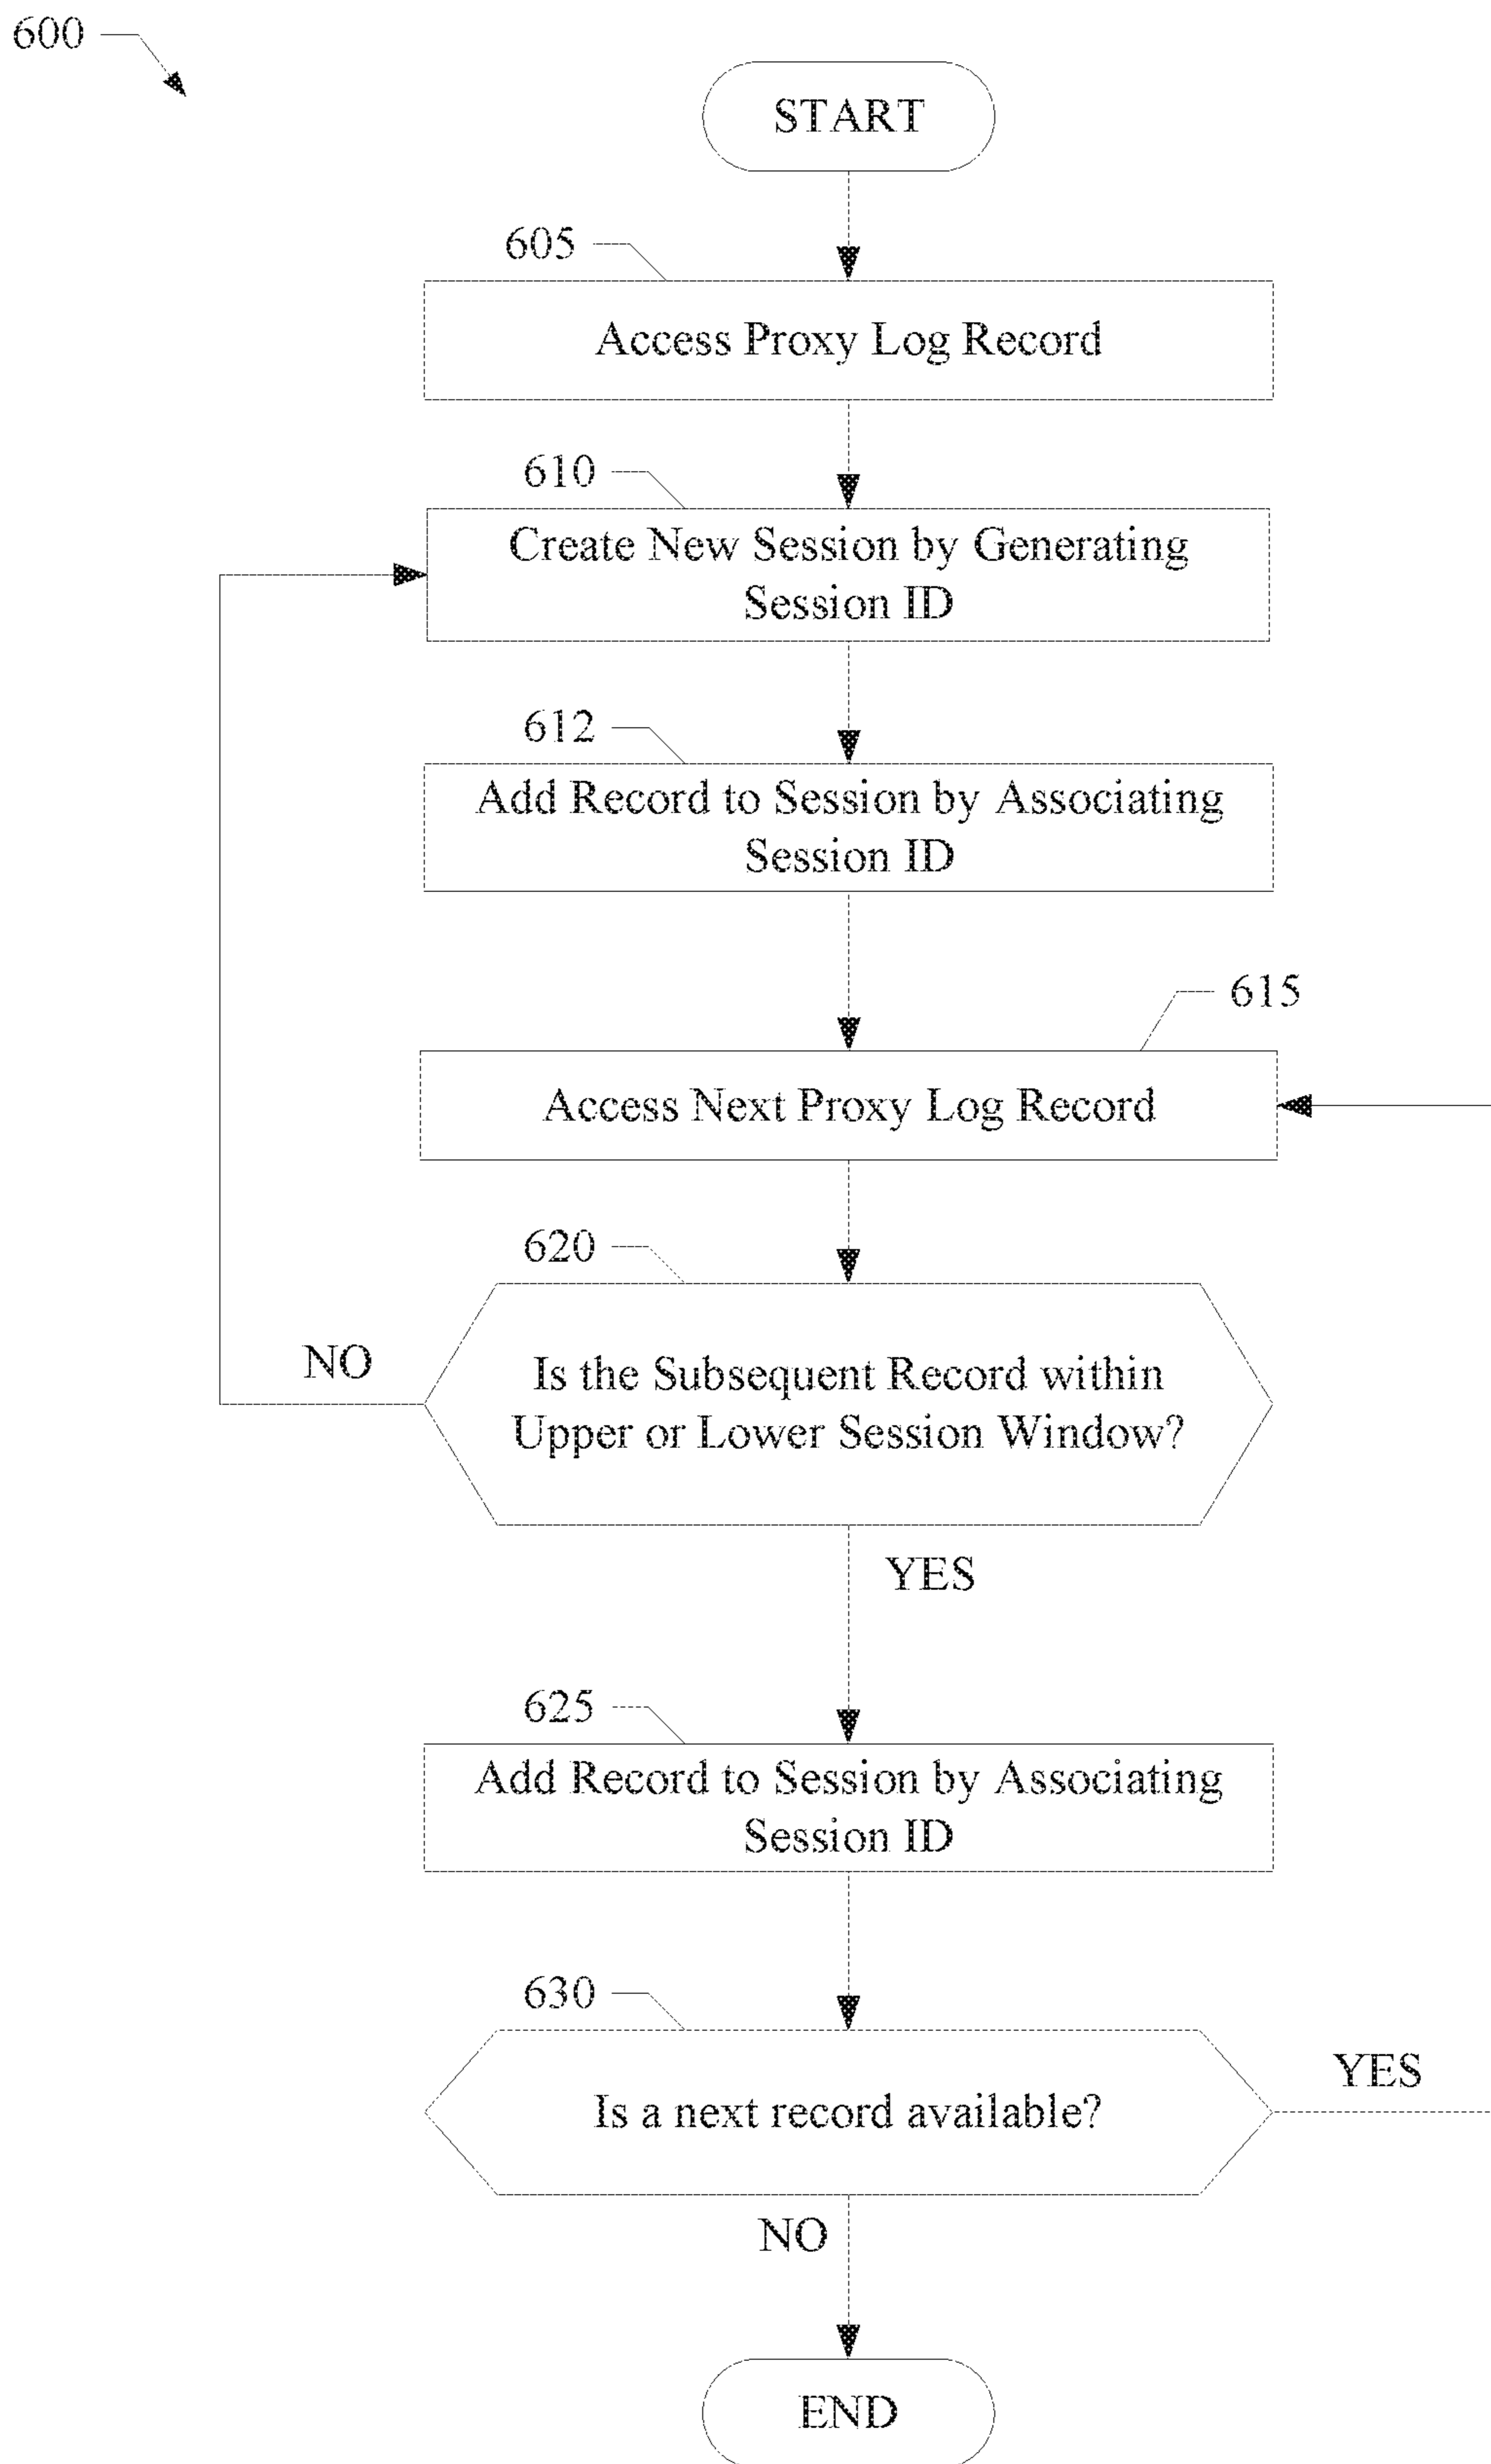 600
START
605
Access Proxy Log Record
610
Create New Session by Generating
Session ID
612
Add Record to Session by Associating
Session ID
615
Access Next Proxy Log Record
620
Is the Subsequent Record within
Upper or Lower Session Window?
NO
YES
625
Add Record to Session by Associating
Session ID
630
Is a next record available?
YES
NO
END